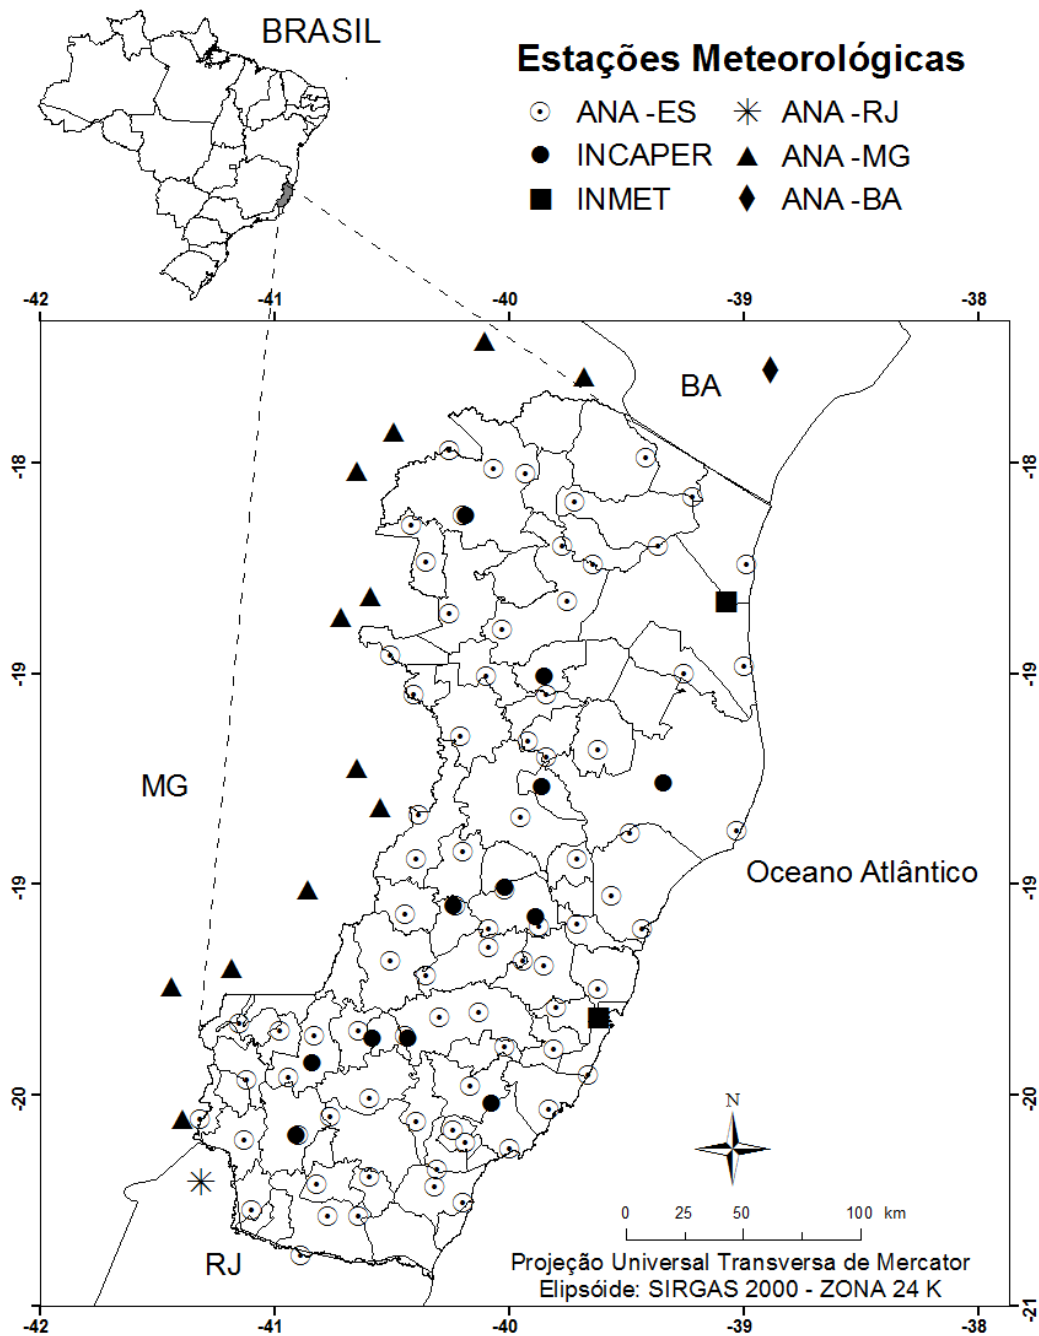 BRASIL
Estações Meteorológicas
ANA -ES
ANA -RJ
INCAPER
ANA -MG
INMET
ANA -BA
-42 -41 -40 -39 -38
BA
-18 -18
-19 -19
MG
Oceano Atlântico
-19 -19
-20 -20
N
0 25 50 100 km
RJ
Projeção Universal Transversa de Mercator
Elipsóide: SIRGAS 2000 - ZONA 24 K
-21
-42 -41 -40 -39 -38